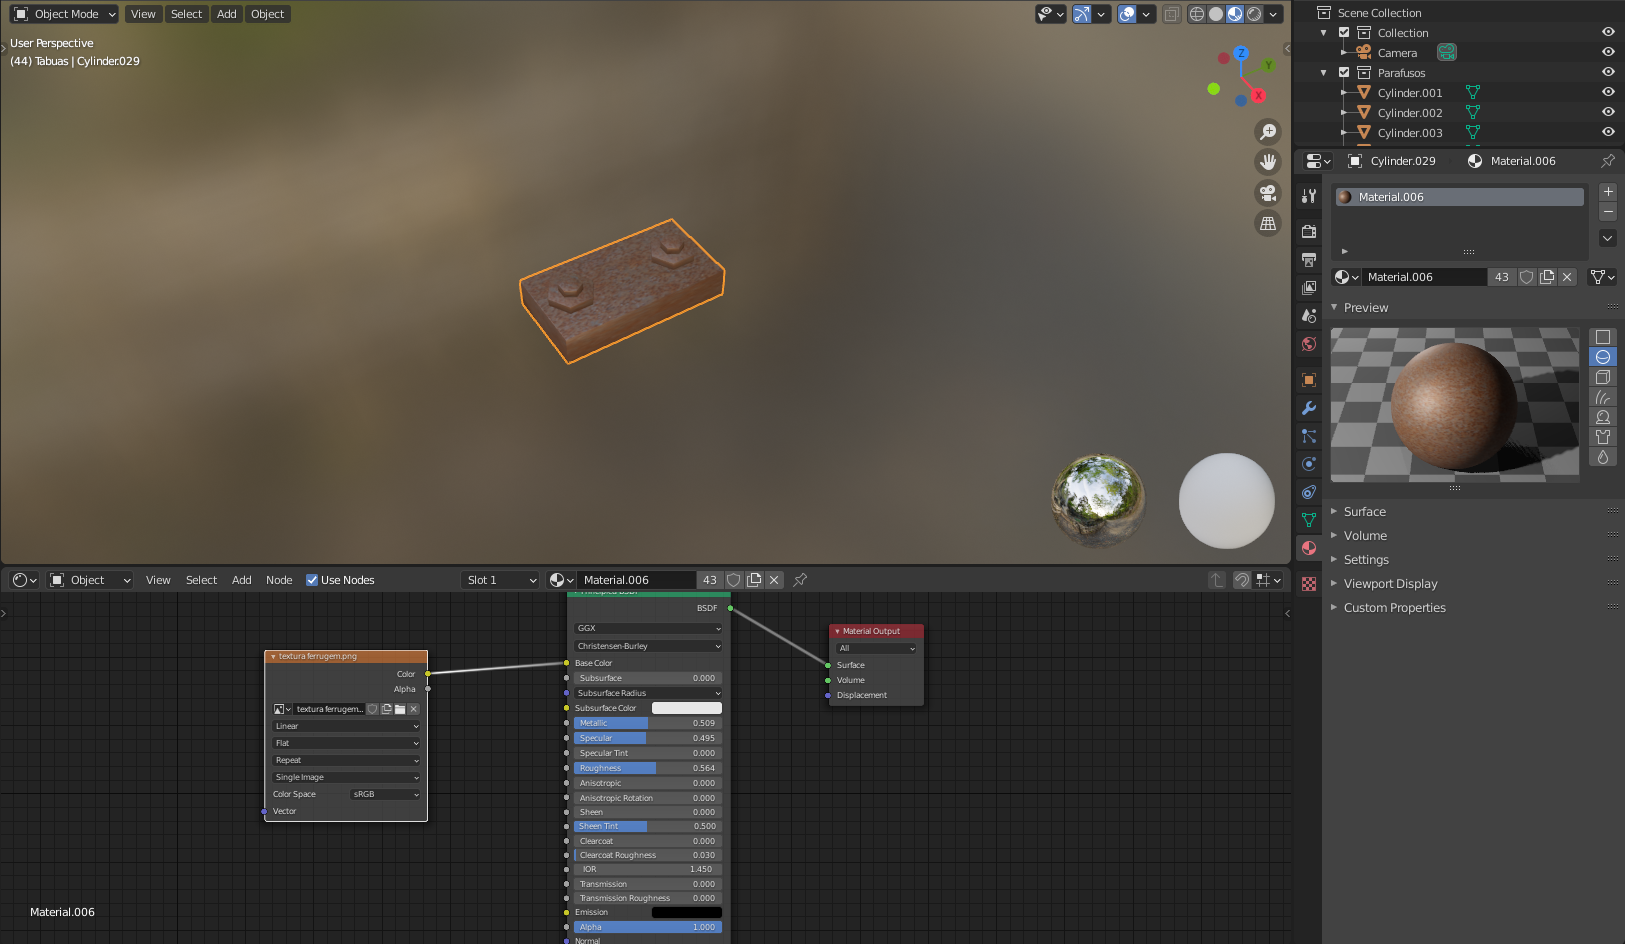 Object Mode View Select Add Object
User Perspective
(44) Tabuas | Cylinder.029
Z
Y
X
Scene Collection
Collection
Camera
Parafusos
Cylinder.001
Cylinder.002
Cylinder.003
Cylinder.029 Material.006
Material.006
Material.006 43
Preview
Surface
Volume
Settings
Viewport Display
Custom Properties
Object View Select Add Node Use Nodes Slot 1 Material.006 43
textura ferrugem.png
Color
Alpha
textura ferrugem...
Linear
Flat
Repeat
Single Image
Color Space sRGB
Vector
Principled BSDF
BSDF
GGX
Christensen-Burley
Base Color
Subsurface 0.000
Subsurface Radius
Subsurface Color
Metallic 0.509
Specular 0.495
Specular Tint 0.000
Roughness 0.564
Anisotropic 0.000
Anisotropic Rotation 0.000
Sheen 0.000
Sheen Tint 0.500
Clearcoat 0.000
Clearcoat Roughness 0.030
IOR 1.450
Transmission 0.000
Transmission Roughness 0.000
Emission
Alpha 1.000
Normal
Material Output
All
Surface
Volume
Displacement
Material.006